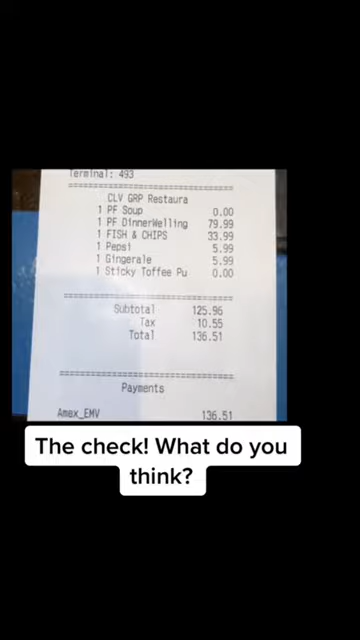 Terminal: 493
==============================
CLV GRP Restaura
1 PF Soup 0.00
1 PF DinnerWelling 79.99
1 FISH & CHIPS 33.99
1 Pepsi 5.99
1 Gingerale 5.99
1 Sticky Toffee Pu 0.00
==============================
Subtotal 125.96
Tax 10.55
Total 136.51
==============================
Payments
Amex_EMV 136.51
The check! What do you
think?